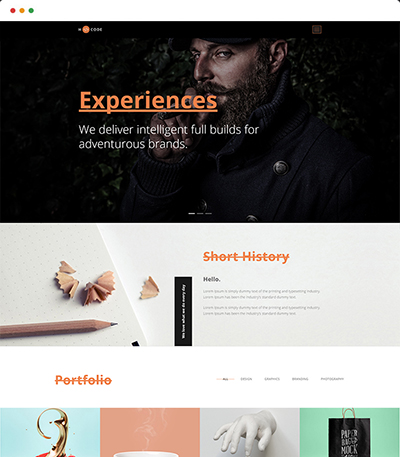 H CODE
Experiences
We deliver intelligent full builds for
adventurous brands.
Short History
Hello.
Lorem Ipsum is simply dummy text of the printing and typesetting industry.
Lorem Ipsum has been the industry's standard dummy text.
Lorem Ipsum is simply dummy text of the printing and typesetting industry.
Lorem Ipsum has been the industry's standard dummy text.
We love what we do every day
Portfolio
ALL DESIGN GRAPHICS BRANDING PHOTOGRAPHY
PAPER
BAG
MOCK